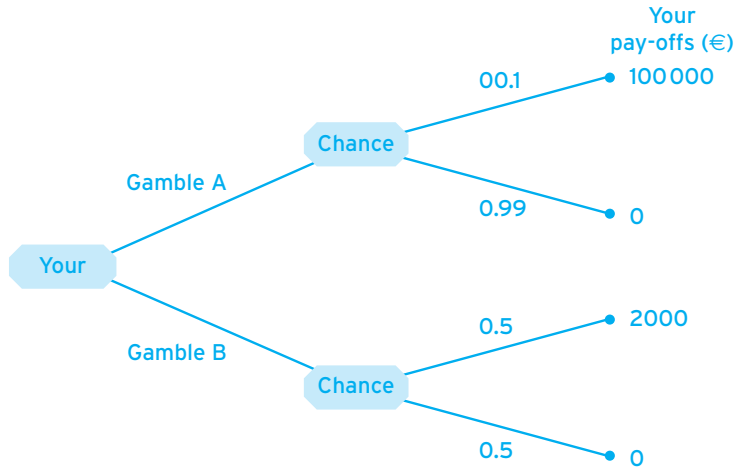 Your
pay-offs (€)
00.1
100 000
Chance
Gamble A
0.99
0
Your
0.5
2000
Gamble B
Chance
0.5
0